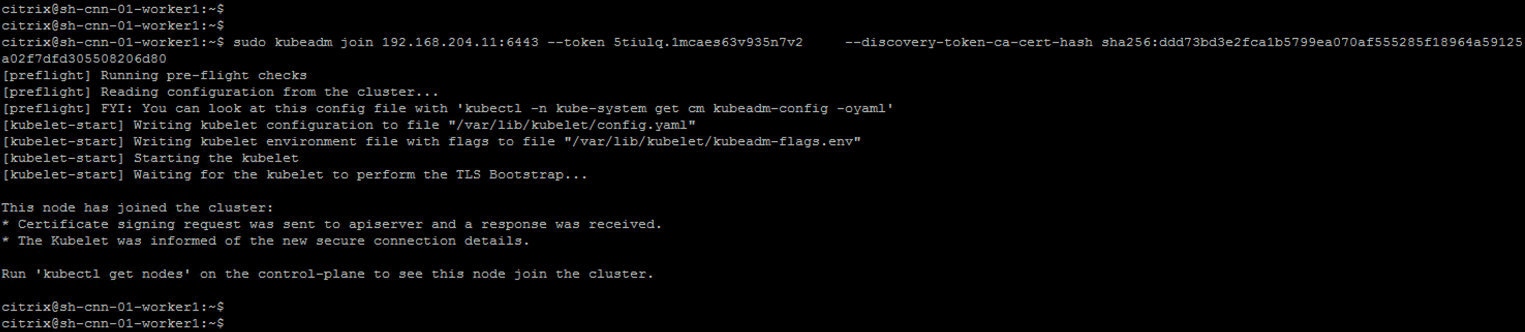 citrix@sh-cnn-01-worker1:~$
citrix@sh-cnn-01-worker1:~$
citrix@sh-cnn-01-worker1:~$ sudo kubeadm join 192.168.204.11:6443 --token 5tiulq.1mcaes63v935n7v2     --discovery-token-ca-cert-hash sha256:ddd73bd3e2fca1b5799ea070af555285f18964a59125
a02f7dfd305508206d80
[preflight] Running pre-flight checks
[preflight] Reading configuration from the cluster...
[preflight] FYI: You can look at this config file with 'kubectl -n kube-system get cm kubeadm-config -oyaml'
[kubelet-start] Writing kubelet configuration to file "/var/lib/kubelet/config.yaml"
[kubelet-start] Writing kubelet environment file with flags to file "/var/lib/kubelet/kubeadm-flags.env"
[kubelet-start] Starting the kubelet
[kubelet-start] Waiting for the kubelet to perform the TLS Bootstrap...
This node has joined the cluster:
* Certificate signing request was sent to apiserver and a response was received.
* The Kubelet was informed of the new secure connection details.
Run 'kubectl get nodes' on the control-plane to see this node join the cluster.
citrix@sh-cnn-01-worker1:~$
citrix@sh-cnn-01-worker1:~$